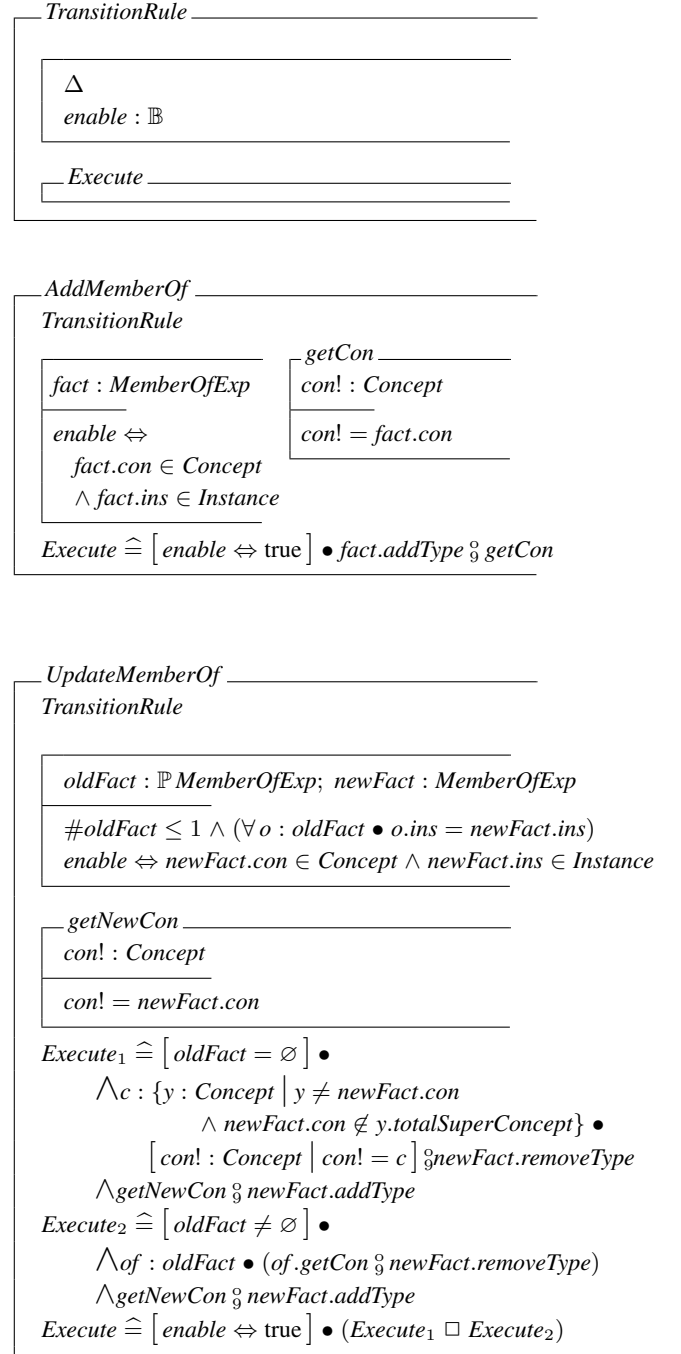 TransitionRule
Δ
enable : 𝔹
Execute
AddMemberOf
TransitionRule
fact : MemberOfExp
enable ⇔
fact.con ∈ Concept
∧ fact.ins ∈ Instance
getCon
con! : Concept
con! = fact.con
Execute ≙ [ enable ⇔ true ] • fact.addType ⨾ getCon
UpdateMemberOf
TransitionRule
oldFact : ℙ MemberOfExp; newFact : MemberOfExp
#oldFact ≤ 1 ∧ (∀ o : oldFact • o.ins = newFact.ins)
enable ⇔ newFact.con ∈ Concept ∧ newFact.ins ∈ Instance
getNewCon
con! : Concept
con! = newFact.con
Execute₁ ≙ [ oldFact = ∅ ] •
⋀c : {y : Concept | y ≠ newFact.con
∧ newFact.con ∉ y.totalSuperConcept} •
[ con! : Concept | con! = c ] ⨾newFact.removeType
⋀getNewCon ⨾ newFact.addType
Execute₂ ≙ [ oldFact ≠ ∅ ] •
⋀of : oldFact • (of.getCon ⨾ newFact.removeType)
⋀getNewCon ⨾ newFact.addType
Execute ≙ [ enable ⇔ true ] • (Execute₁ □ Execute₂)